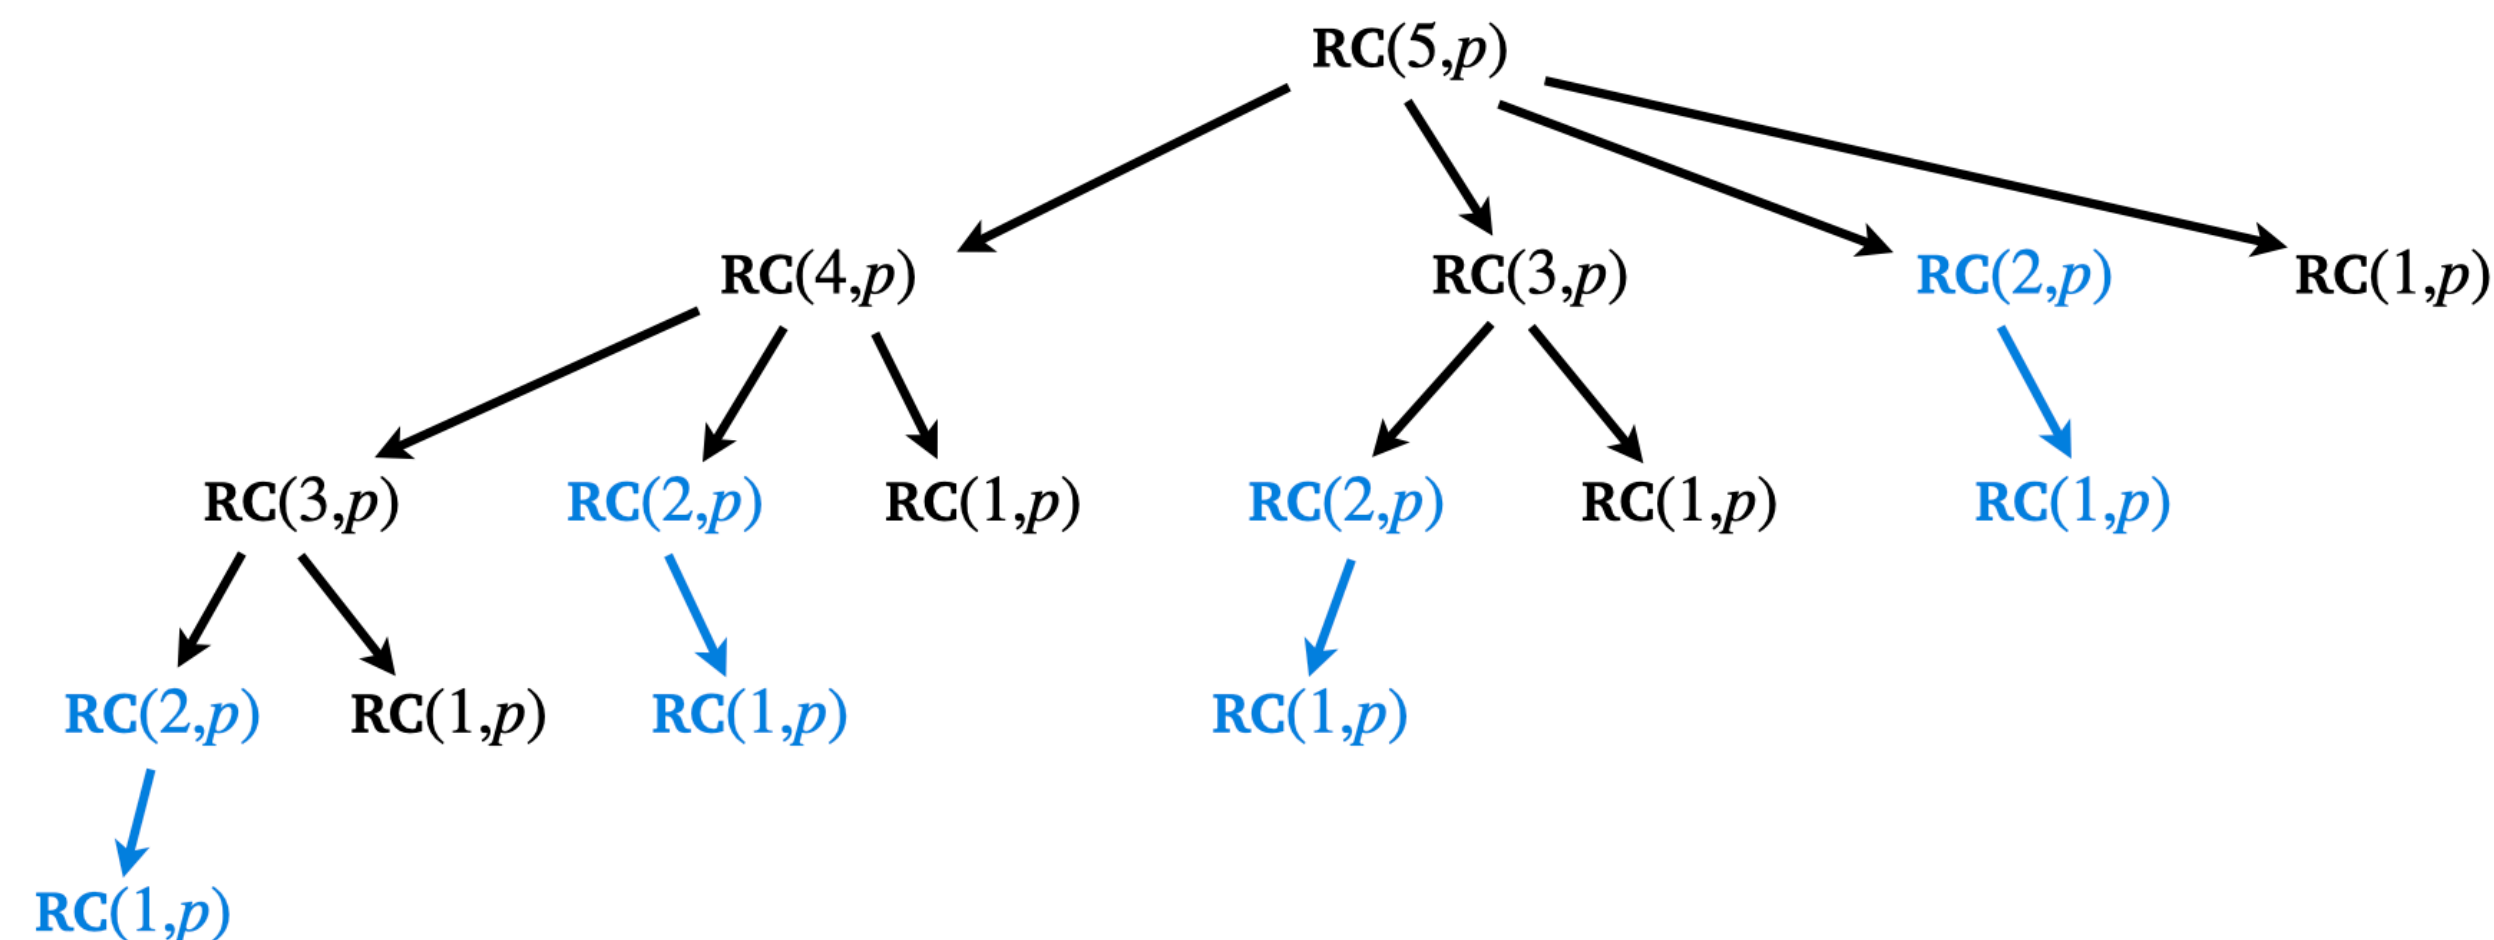 RC(5,p)
RC(4,p) RC(3,p) RC(2,p) RC(1,p)
RC(3,p) RC(2,p) RC(1,p) RC(2,p) RC(1,p) RC(1,p)
RC(2,p) RC(1,p) RC(1,p) RC(1,p)
RC(1,p)